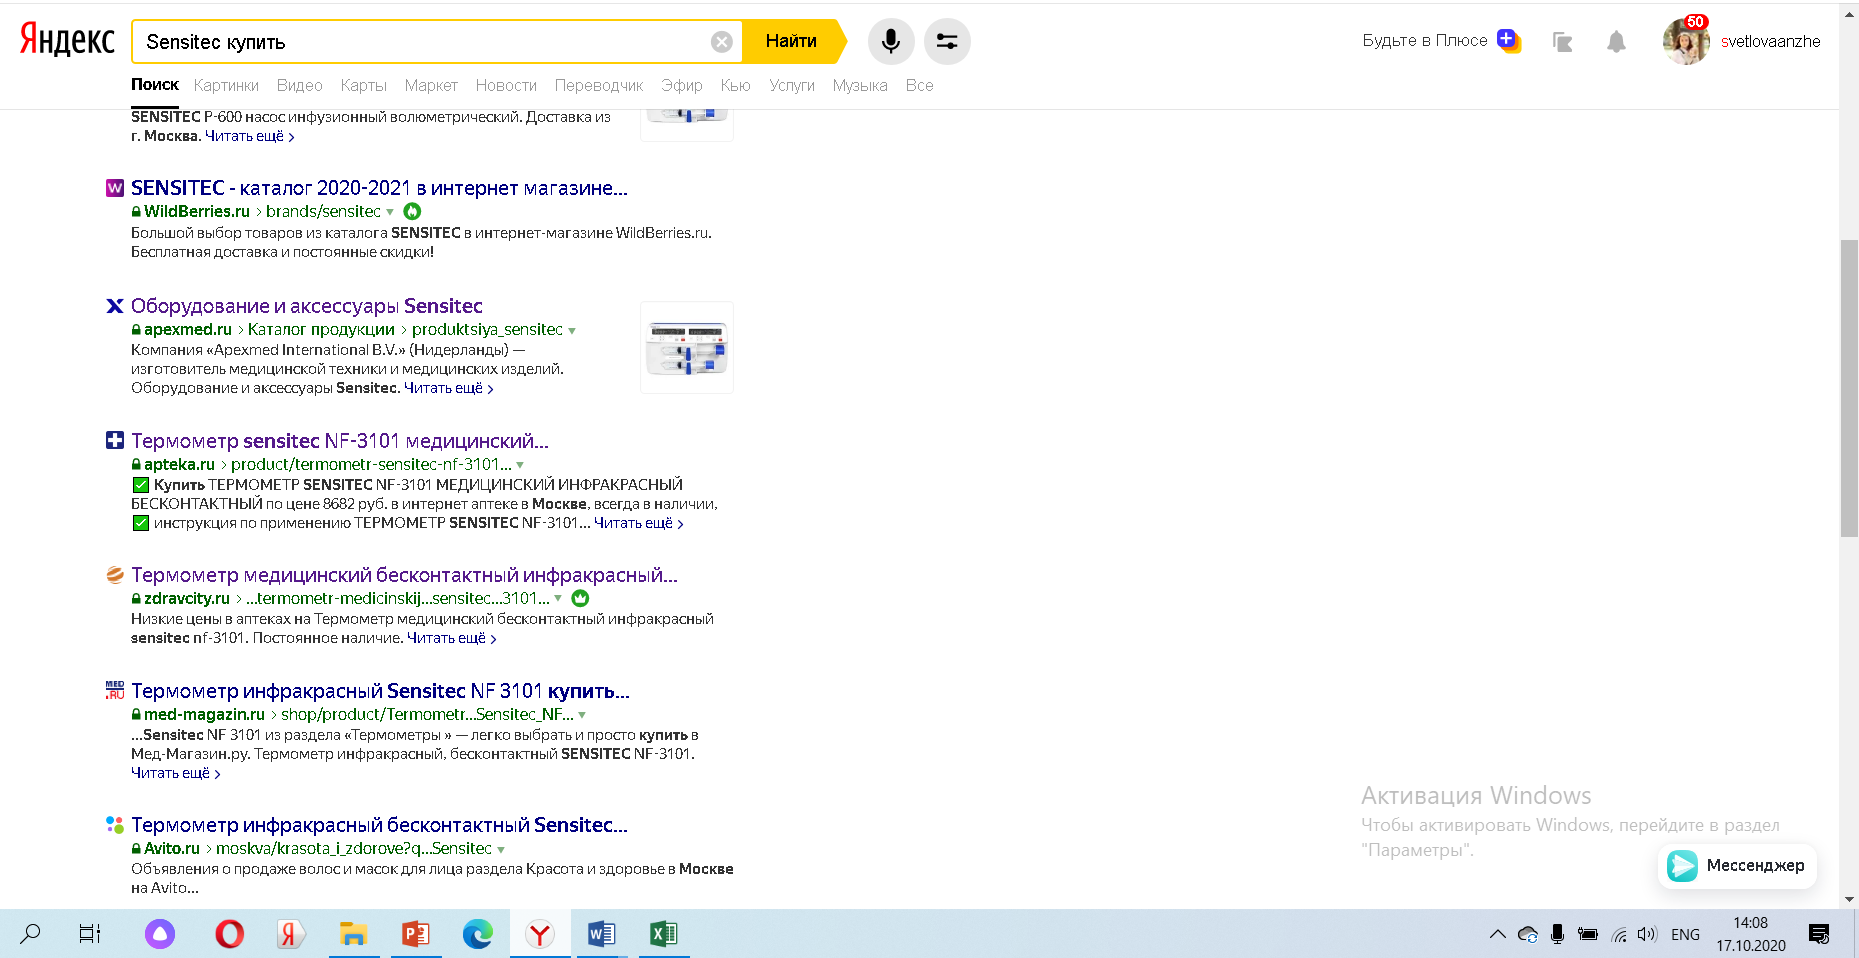 Яндекс
Sensitec купить
Найти
Будьте в Плюсе
50
svetlovaanzhe
Поиск Картинки Видео Карты Маркет Новости Переводчик Эфир Кью Услуги Музыка Все
SENSITEC P-600 насос инфузионный волюметрический. Доставка из
г. Москва. Читать ещё >
W SENSITEC - каталог 2020-2021 в интернет магазине...
WildBerries.ru > brands/sensitec
Большой выбор товаров из каталога SENSITEC в интернет-магазине WildBerries.ru.
Бесплатная доставка и постоянные скидки!
Оборудование и аксессуары Sensitec
apexmed.ru > Каталог продукции > produktsiya_sensitec
Компания «Apexmed International B.V.» (Нидерланды) —
изготовитель медицинской техники и медицинских изделий.
Оборудование и аксессуары Sensitec. Читать ещё >
Термометр sensitec NF-3101 медицинский...
apteka.ru > product/termometr-sensitec-nf-3101...
✅ Купить ТЕРМОМЕТР SENSITEC NF-3101 МЕДИЦИНСКИЙ ИНФРАКРАСНЫЙ
БЕСКОНТАКТНЫЙ по цене 8682 руб. в интернет аптеке в Москве, всегда в наличии,
✅ инструкция по применению ТЕРМОМЕТР SENSITEC NF-3101... Читать ещё >
Термометр медицинский бесконтактный инфракрасный...
zdravcity.ru > ...termometr-medicinskij...sensitec...3101...
Низкие цены в аптеках на Термометр медицинский бесконтактный инфракрасный
sensitec nf-3101. Постоянное наличие. Читать ещё >
MED.RU Термометр инфракрасный Sensitec NF 3101 купить...
med-magazin.ru > shop/product/Termometr...Sensitec_NF...
...Sensitec NF 3101 из раздела «Термометры » — легко выбрать и просто купить в
Мед-Магазин.ру. Термометр инфракрасный, бесконтактный SENSITEC NF-3101.
Читать ещё >
Термометр инфракрасный бесконтактный Sensitec...
Avito.ru > moskva/krasota_i_zdorove?q...Sensitec
Объявления о продаже волос и масок для лица раздела Красота и здоровье в Москве
на Avito...
Активация Windows
Чтобы активировать Windows, перейдите в раздел
"Параметры".
Мессенджер
ENG
14:08
17.10.2020